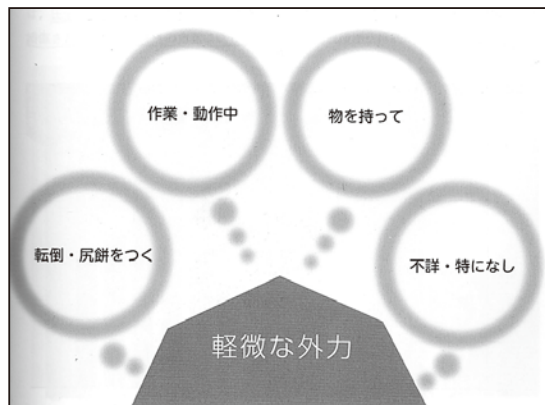 作業・動作中
物を持って
転倒・尻餅をつく
不詳・特になし
軽微な外力